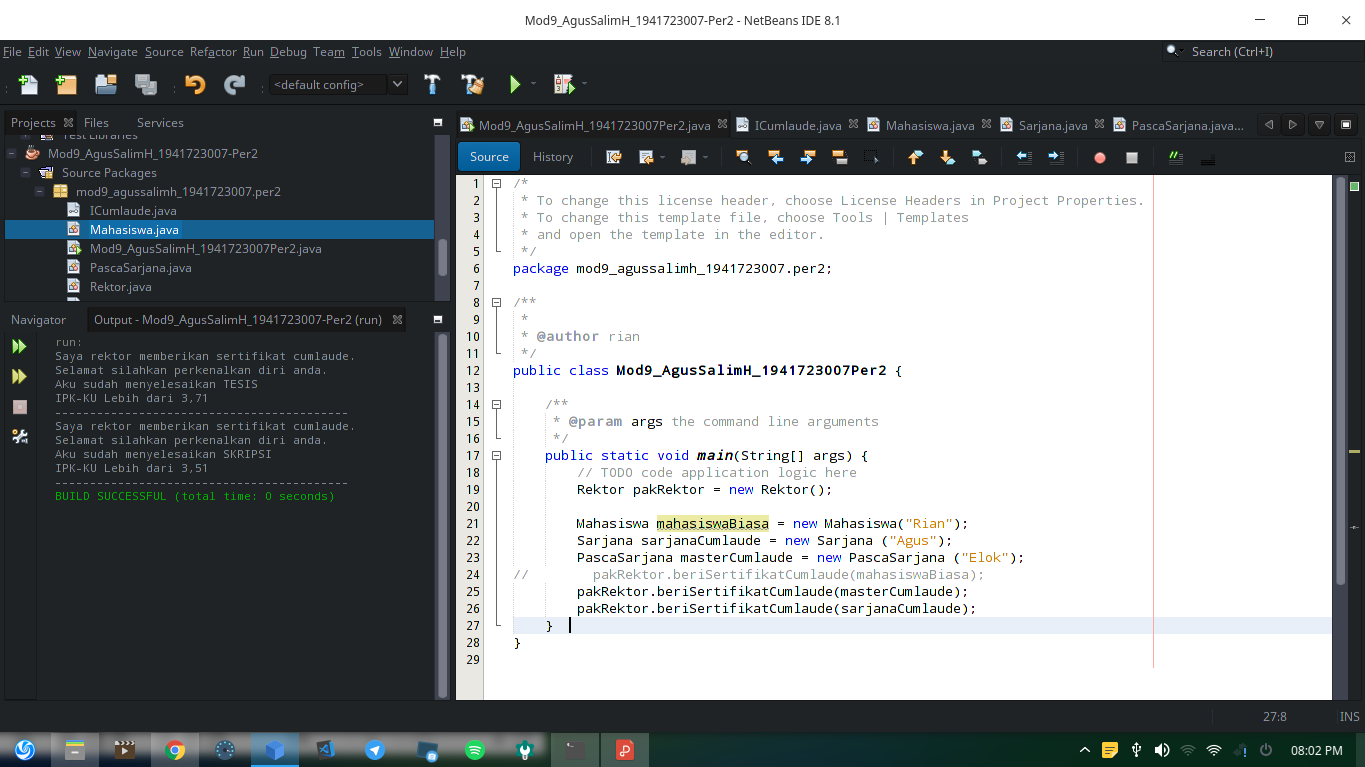 Mod9_AgusSalimH_1941723007-Per2 - NetBeans IDE 8.1
File Edit View Navigate Source Refactor Run Debug Team Tools Window Help
Search (Ctrl+I)
<default config>
Projects Files Services
Test Libraries
Mod9_AgusSalimH_1941723007-Per2
Source Packages
mod9_agussalimh_1941723007.per2
ICumlaude.java
Mahasiswa.java
Mod9_AgusSalimH_1941723007Per2.java
PascaSarjana.java
Rektor.java
Navigator Output - Mod9_AgusSalimH_1941723007-Per2 (run)
run:
Saya rektor memberikan sertifikat cumlaude.
Selamat silahkan perkenalkan diri anda.
Aku sudah menyelesaikan TESIS
IPK-KU Lebih dari 3,71
------------------------------------------
Saya rektor memberikan sertifikat cumlaude.
Selamat silahkan perkenalkan diri anda.
Aku sudah menyelesaikan SKRIPSI
IPK-KU Lebih dari 3,51
------------------------------------------
BUILD SUCCESSFUL (total time: 0 seconds)
Mod9_AgusSalimH_1941723007Per2.java ICumlaude.java Mahasiswa.java Sarjana.java PascaSarjana.java...
Source History
1 /*
2 * To change this license header, choose License Headers in Project Properties.
3 * To change this template file, choose Tools | Templates
4 * and open the template in the editor.
5 */
6 package mod9_agussalimh_1941723007.per2;
7
8 /**
9 *
10 * @author rian
11 */
12 public class Mod9_AgusSalimH_1941723007Per2 {
13
14 /**
15 * @param args the command line arguments
16 */
17 public static void main(String[] args) {
18 // TODO code application logic here
19 Rektor pakRektor = new Rektor();
20
21 Mahasiswa mahasiswaBiasa = new Mahasiswa("Rian");
22 Sarjana sarjanaCumlaude = new Sarjana ("Agus");
23 PascaSarjana masterCumlaude = new PascaSarjana ("Elok");
24 // pakRektor.beriSertifikatCumlaude(mahasiswaBiasa);
25 pakRektor.beriSertifikatCumlaude(masterCumlaude);
26 pakRektor.beriSertifikatCumlaude(sarjanaCumlaude);
27 }
28 }
29
27:8 INS
08:02 PM